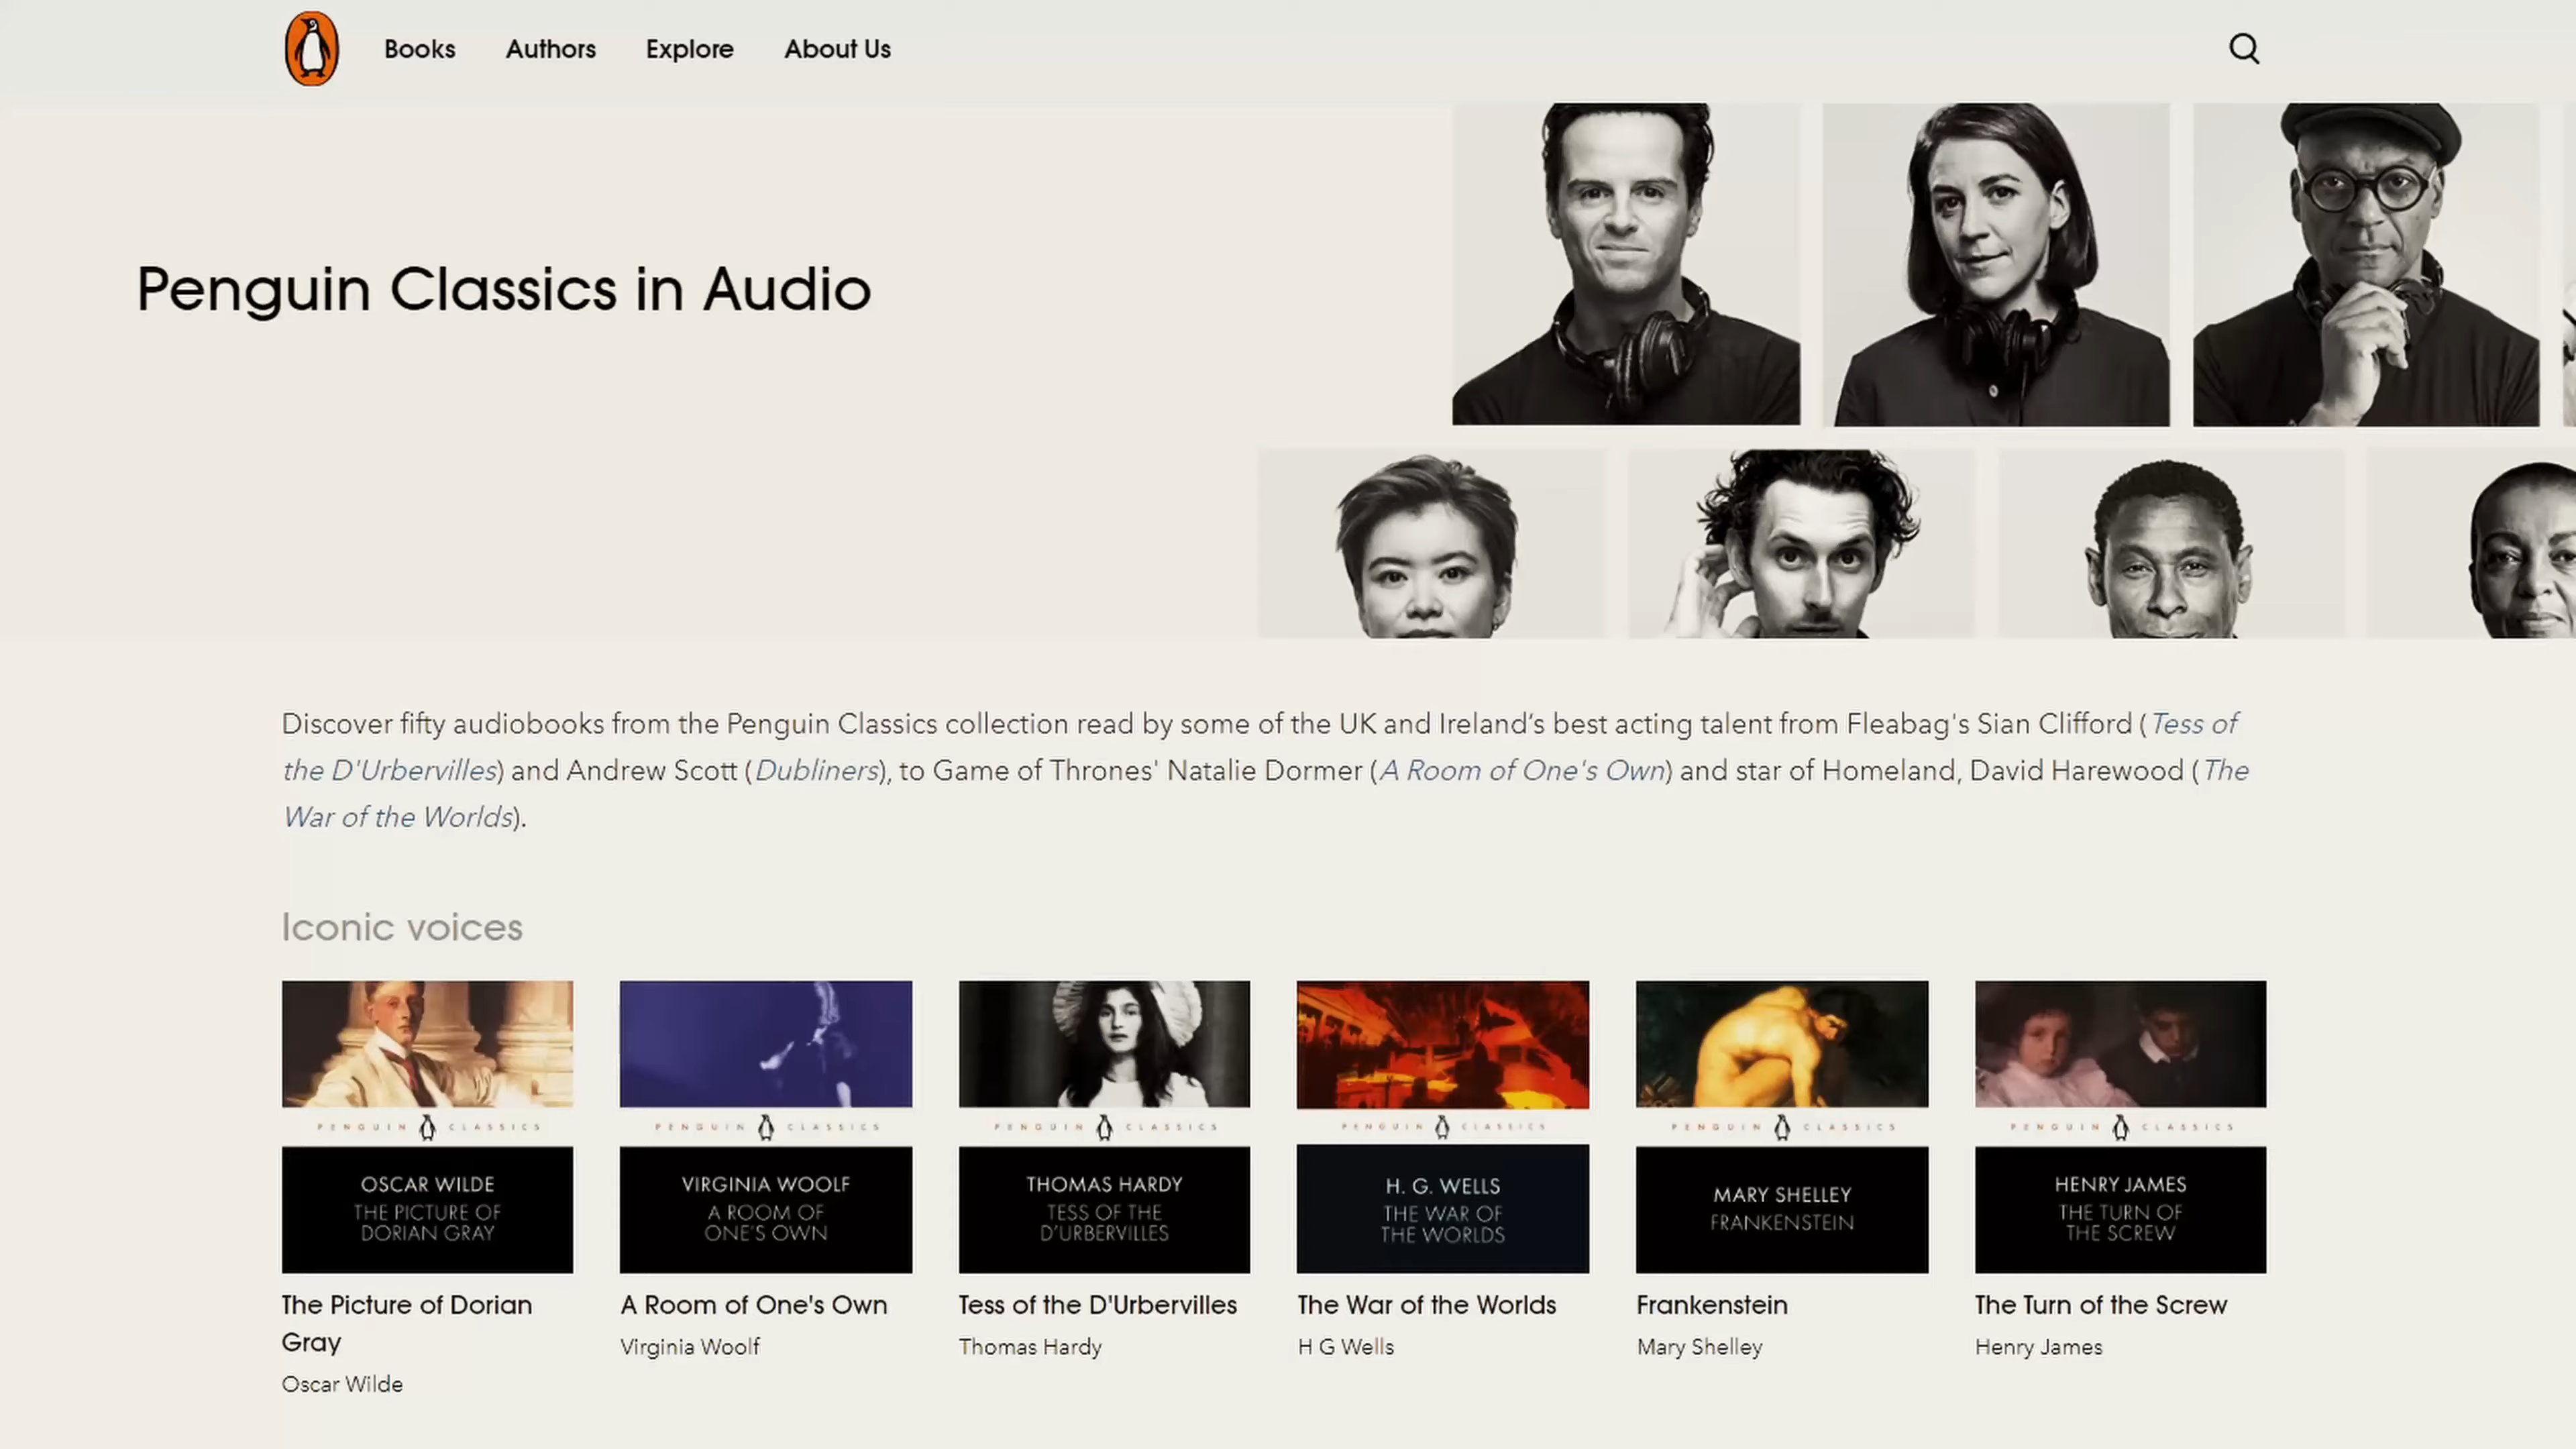 Books Authors Explore About Us
Penguin Classics in Audio
Discover fifty audiobooks from the Penguin Classics collection read by some of the UK and Ireland’s best acting talent from Fleabag's Sian Clifford (Tess of
the D'Urbervilles) and Andrew Scott (Dubliners), to Game of Thrones' Natalie Dormer (A Room of One's Own) and star of Homeland, David Harewood (The
War of the Worlds).
Iconic voices
PENGUIN CLASSICS
OSCAR WILDE
THE PICTURE OF
DORIAN GRAY
The Picture of Dorian
Gray
Oscar Wilde
PENGUIN CLASSICS
VIRGINIA WOOLF
A ROOM OF
ONE'S OWN
A Room of One's Own
Virginia Woolf
PENGUIN CLASSICS
THOMAS HARDY
TESS OF THE
D'URBERVILLES
Tess of the D'Urbervilles
Thomas Hardy
PENGUIN CLASSICS
H. G. WELLS
THE WAR OF
THE WORLDS
The War of the Worlds
H G Wells
PENGUIN CLASSICS
MARY SHELLEY
FRANKENSTEIN
Frankenstein
Mary Shelley
PENGUIN CLASSICS
HENRY JAMES
THE TURN OF
THE SCREW
The Turn of the Screw
Henry James